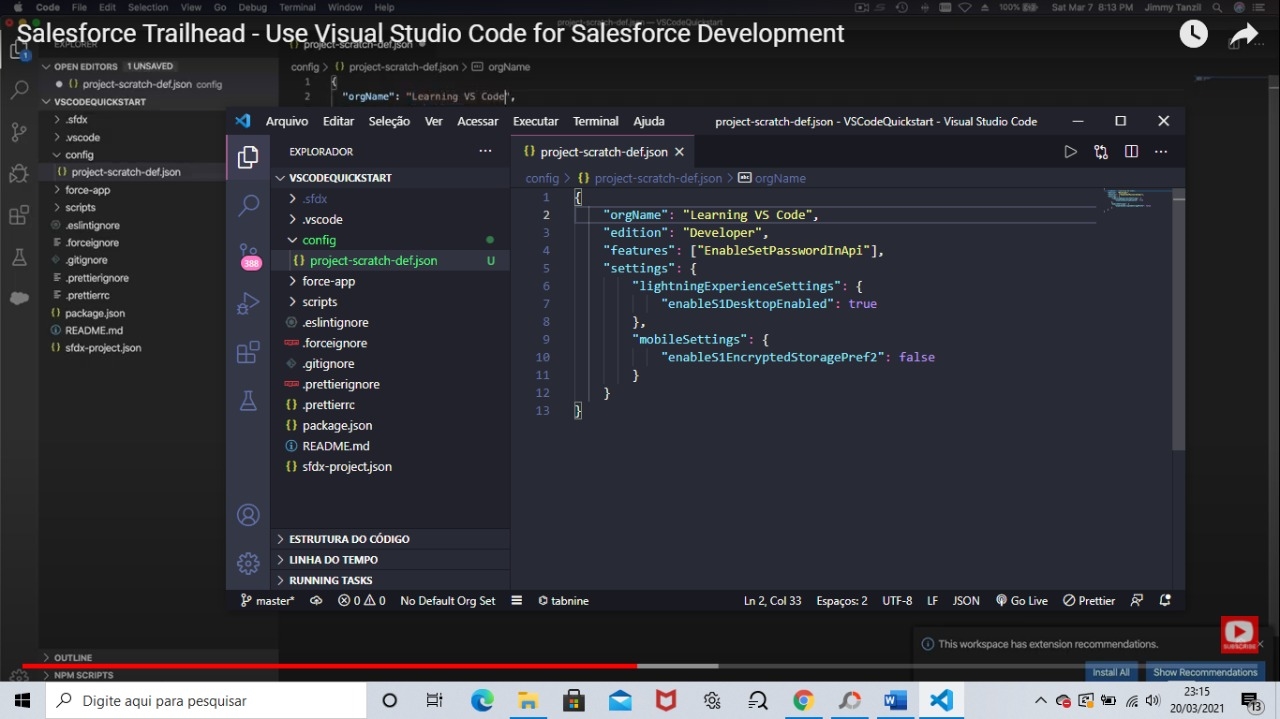 Code File Edit Selection View Go Debug Terminal Window Help
100% Sat Mar 7 8:13 PM Jimmy Tanzil
Salesforce Trailhead - Use Visual Studio Code for Salesforce Development
project-scratch-def.json — VSCodeQuickstart
EXPLORER
project-scratch-def.json
1
OPEN EDITORS 1 UNSAVED
{} project-scratch-def.json config
VSCODEQUICKSTART
.sfdx
.vscode
config
{} project-scratch-def.json
force-app
scripts
.eslintignore
.forceignore
.gitignore
.prettierignore
.prettierrc
package.json
README.md
sfdx-project.json
OUTLINE
NPM SCRIPTS
config > {} project-scratch-def.json > orgName
1 {
2 "orgName": "Learning VS Code",
Arquivo Editar Seleção Ver Acessar Executar Terminal Ajuda project-scratch-def.json - VSCodeQuickstart - Visual Studio Code
EXPLORADOR
VSCODEQUICKSTART
.sfdx
.vscode
config
{} project-scratch-def.json U
force-app
scripts
.eslintignore
.forceignore
.gitignore
.prettierignore
{} .prettierrc
{} package.json
README.md
{} sfdx-project.json
388
ESTRUTURA DO CÓDIGO
LINHA DO TEMPO
RUNNING TASKS
{} project-scratch-def.json
config > {} project-scratch-def.json > orgName
1 {
2 "orgName": "Learning VS Code",
3 "edition": "Developer",
4 "features": ["EnableSetPasswordInApi"],
5 "settings": {
6 "lightningExperienceSettings": {
7 "enableS1DesktopEnabled": true
8 },
9 "mobileSettings": {
10 "enableS1EncryptedStoragePref2": false
11 }
12 }
13 }
master* 0 0 No Default Org Set tabnine Ln 2, Col 33 Espaços: 2 UTF-8 LF JSON Go Live Prettier
This workspace has extension recommendations.
SUBSCRIBE
Install All Show Recommendations
Digite aqui para pesquisar
23:15
20/03/2021
13